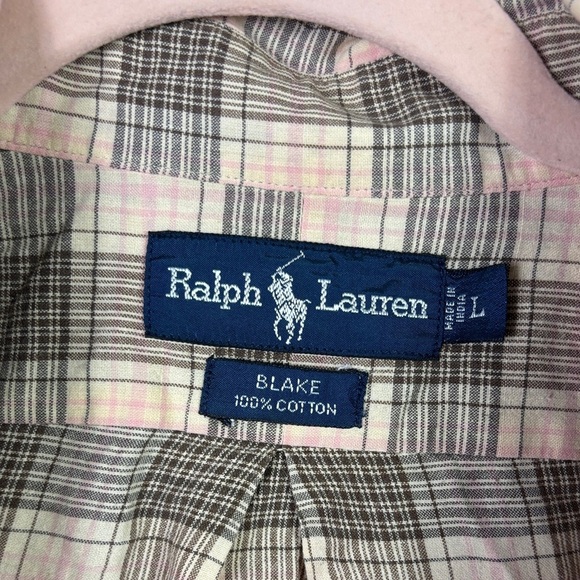 Ralph Lauren
MADE IN
INDIA
L
BLAKE
100% COTTON